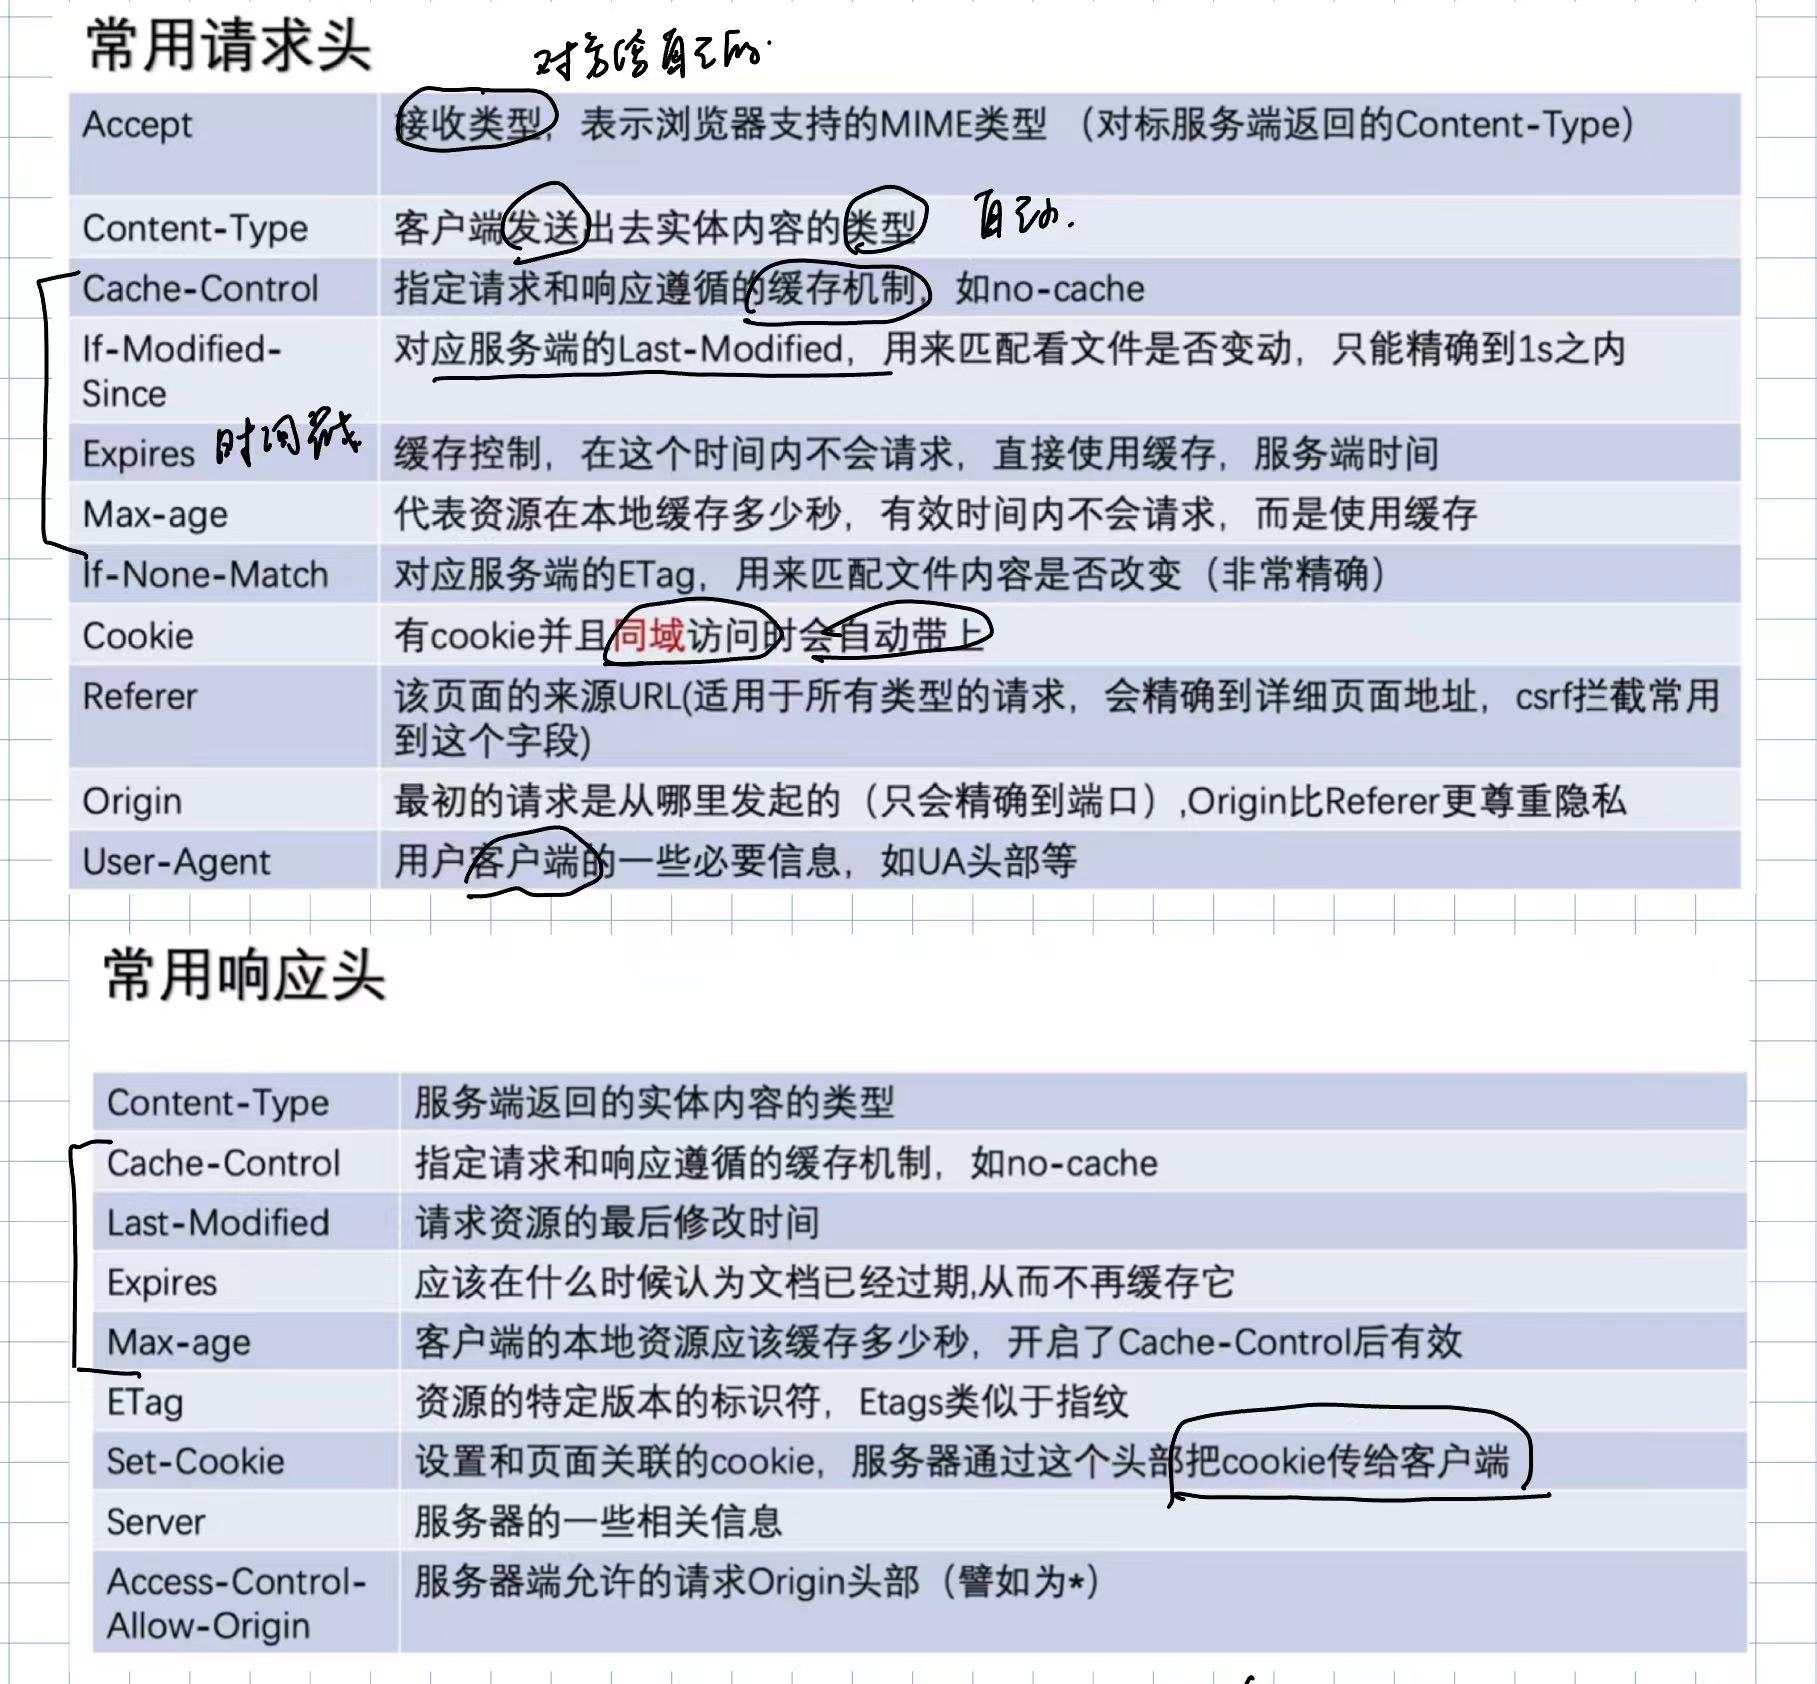 常用请求头
对方给自己的.
Accept 接收类型，表示浏览器支持的MIME类型 （对标服务端返回的Content-Type）
Content-Type 客户端发送出去实体内容的类型 自己的.
Cache-Control 指定请求和响应遵循的缓存机制，如no-cache
If-Modified- 对应服务端的Last-Modified，用来匹配看文件是否变动，只能精确到1s之内
Since
Expires 时间戳 缓存控制，在这个时间内不会请求，直接使用缓存，服务端时间
Max-age 代表资源在本地缓存多少秒，有效时间内不会请求，而是使用缓存
If-None-Match 对应服务端的ETag，用来匹配文件内容是否改变（非常精确）
Cookie 有cookie并且同域访问时会自动带上
Referer 该页面的来源URL(适用于所有类型的请求，会精确到详细页面地址，csrf拦截常用
到这个字段)
Origin 最初的请求是从哪里发起的（只会精确到端口）,Origin比Referer更尊重隐私
User-Agent 用户客户端的一些必要信息，如UA头部等
常用响应头
Content-Type 服务端返回的实体内容的类型
Cache-Control 指定请求和响应遵循的缓存机制，如no-cache
Last-Modified 请求资源的最后修改时间
Expires 应该在什么时候认为文档已经过期,从而不再缓存它
Max-age 客户端的本地资源应该缓存多少秒，开启了Cache-Control后有效
ETag 资源的特定版本的标识符，Etags类似于指纹
Set-Cookie 设置和页面关联的cookie，服务器通过这个头部把cookie传给客户端
Server 服务器的一些相关信息
Access-Control- 服务器端允许的请求Origin头部（譬如为*）
Allow-Origin